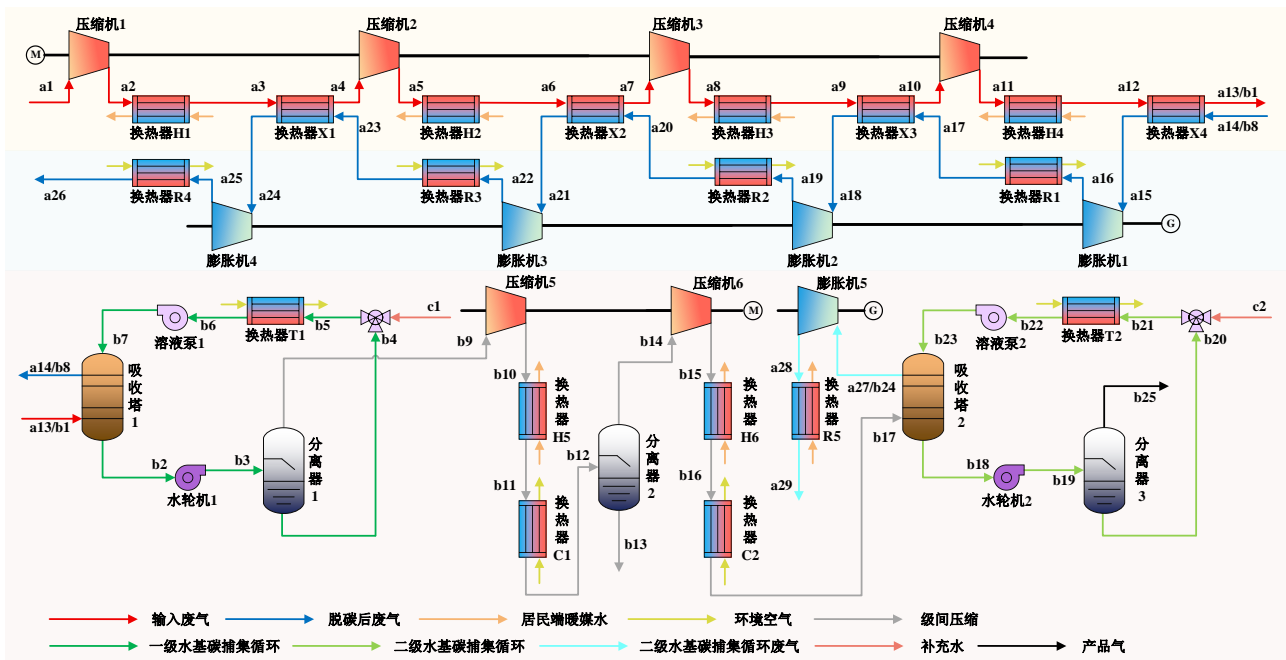 压缩机1
压缩机2
压缩机3
压缩机4
M
a1
a2
a3
a4
a5
a6
a7
a8
a9
a10
a11
a12
a13/b1
a14/b8
换热器H1
换热器X1
a23
换热器H2
换热器X2
a20
换热器H3
换热器X3
a17
换热器H4
换热器X4
a26
换热器R4
a25
a24
换热器R3
a22
a21
换热器R2
a19
a18
换热器R1
a16
a15
G
膨胀机4
膨胀机3
膨胀机2
膨胀机1
压缩机5
压缩机6
膨胀机5
M
G
b7
溶液泵1
b6
换热器T1
b5
b4
c1
b9
b14
b23
溶液泵2
b22
换热器T2
b21
b20
c2
a14/b8
a13/b1
吸收塔1
b10
换热器H5
b15
换热器H6
a28
换热器R5
a27/b24
吸收塔2
b17
b25
b2
水轮机1
b3
分离器1
b11
换热器C1
b12
分离器2
b13
b16
换热器C2
a29
b18
水轮机2
b19
分离器3
输入废气
脱碳后废气
居民端暖媒水
环境空气
级间压缩
一级水基碳捕集循环
二级水基碳捕集循环
二级水基碳捕集循环废气
补充水
产品气